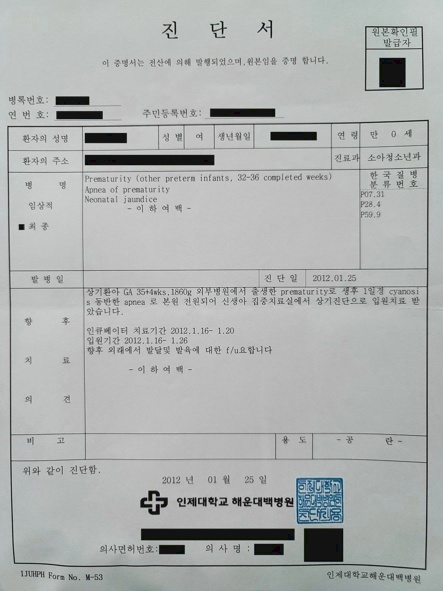 진 단 서
원본확인필
발급자
이 증명서는 전산에 의해 발행되었으며,원본임을 증명 합니다.
병록번호:
연 번 호:
주민등록번호:
환자의 성명
성 별
여
생년월일
연 령
만 0 세
환자의 주소
진료과
소아청소년과
병 명
임상적
■ 최 종
Prematurity (other preterm infants, 32-36 completed weeks)
Apnea of prematurity
Neonatal jaundice
- 이 하 여 백 -
한 국 질 병
분 류 번 호
P07.31
P28.4
P59.9
발 병 일
진 단 일
2012.01.25
향 후
치 료
의 견
상기환아 GA 35+4wks,1860g 외부병원에서 출생한 prematurity로 생후 1일경 cyanosi
s 동반한 apnea 로 본원 전원되어 신생아 집중치료실에서 상기진단으로 입원치료 받
았습니다.
인큐베이터 치료기간 2012.1.16- 1.20
입원기간 2012.1.16- 1.26
향후 외래에서 발달및 발육에 대한 f/u요합니다
- 이 하 여 백 -
비 고
용 도
- 공 란 -
위와 같이 진단함.
2012 년 01 월 25 일
인제대학교 해운대백병원
의사면허번호:
의 사 명 :
IJUHPH Form No. M-53
인제대학교해운대백병원